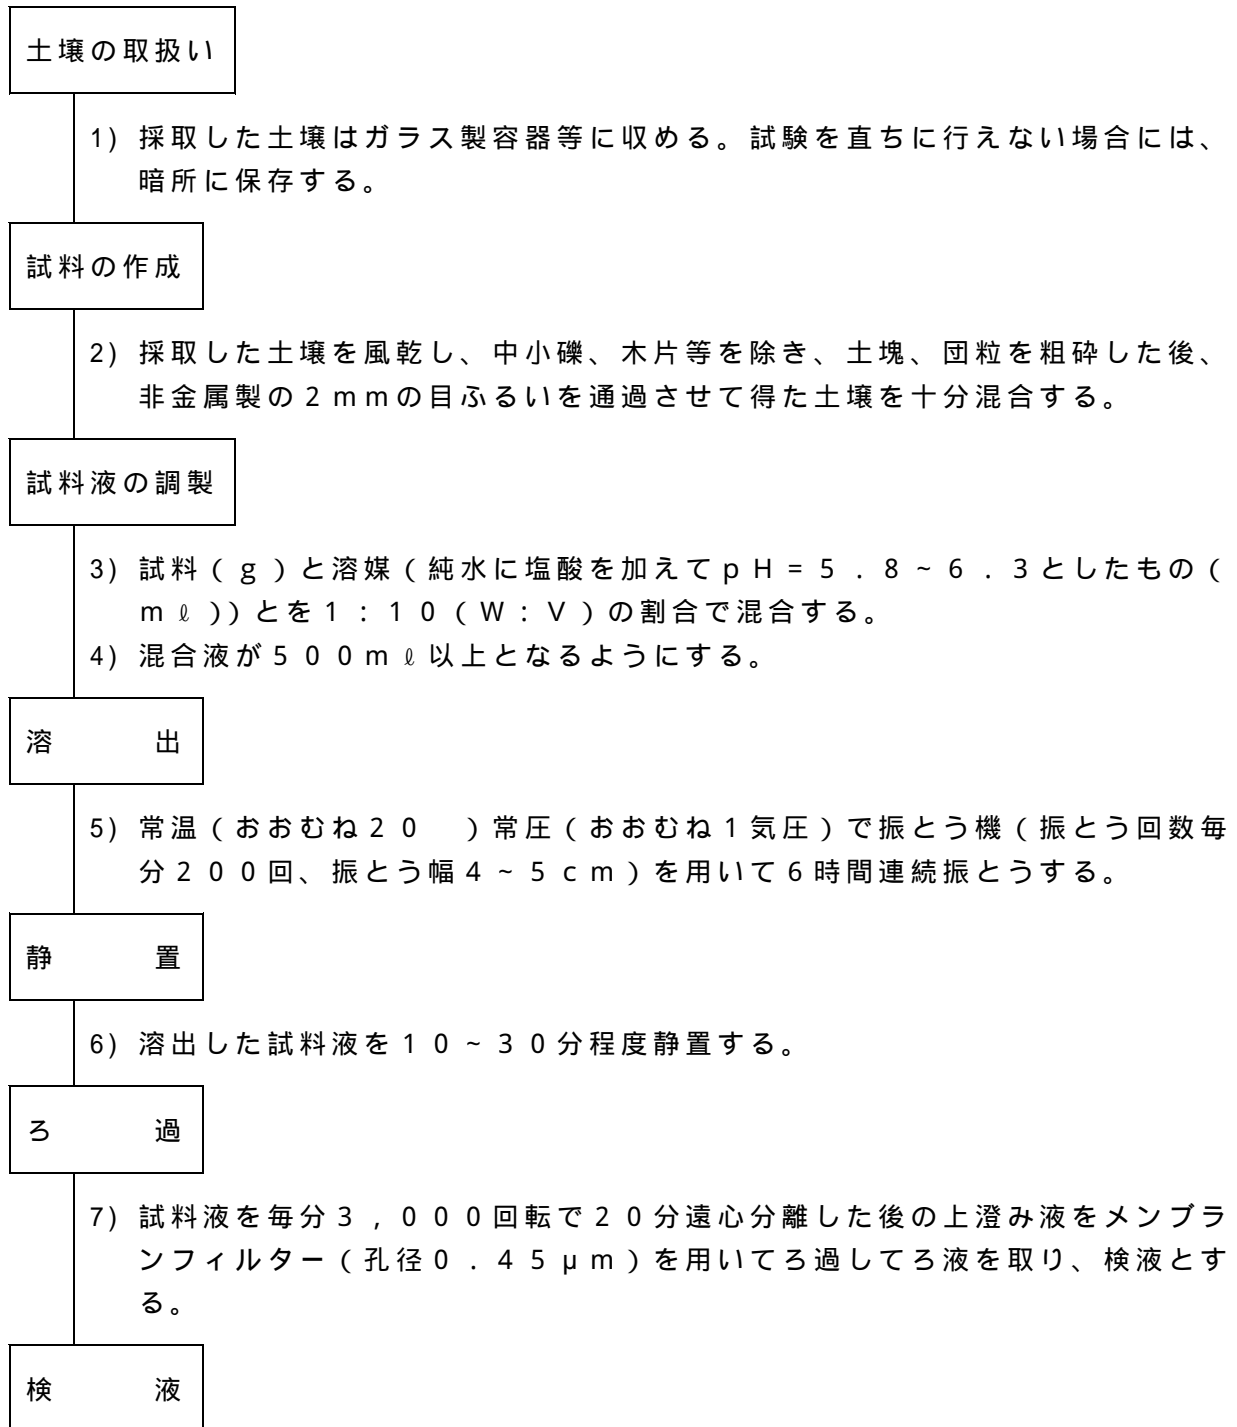 土壌の取扱い
1) 採取した土壌はガラス製容器等に収める。試験を直ちに行えない場合には、
暗所に保存する。
試料の作成
2) 採取した土壌を風乾し、中小礫、木片等を除き、土塊、団粒を粗砕した後、
非金属製の2mmの目ふるいを通過させて得た土壌を十分混合する。
試料液の調製
3) 試料(g)と溶媒(純水に塩酸を加えてpH=5.8~6.3としたもの(
mℓ))とを1:10(W:V)の割合で混合する。
4) 混合液が500mℓ以上となるようにする。
溶　　出
5) 常温(おおむね20　)常圧(おおむね1気圧)で振とう機(振とう回数毎
分200回、振とう幅4~5cm)を用いて6時間連続振とうする。
静　　置
6) 溶出した試料液を10~30分程度静置する。
ろ　　過
7) 試料液を毎分3,000回転で20分遠心分離した後の上澄み液をメンブラ
ンフィルター(孔径0.45μm)を用いてろ過してろ液を取り、検液とす
る。
検　　液